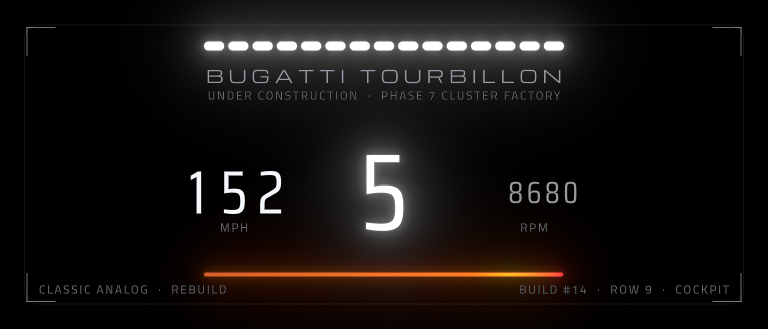 BUGATTI TOURBILLON
UNDER CONSTRUCTION · PHASE 7 CLUSTER FACTORY
152
MPH
5
8680
RPM
CLASSIC ANALOG · REBUILD
BUILD #14 · ROW 9 · COCKPIT